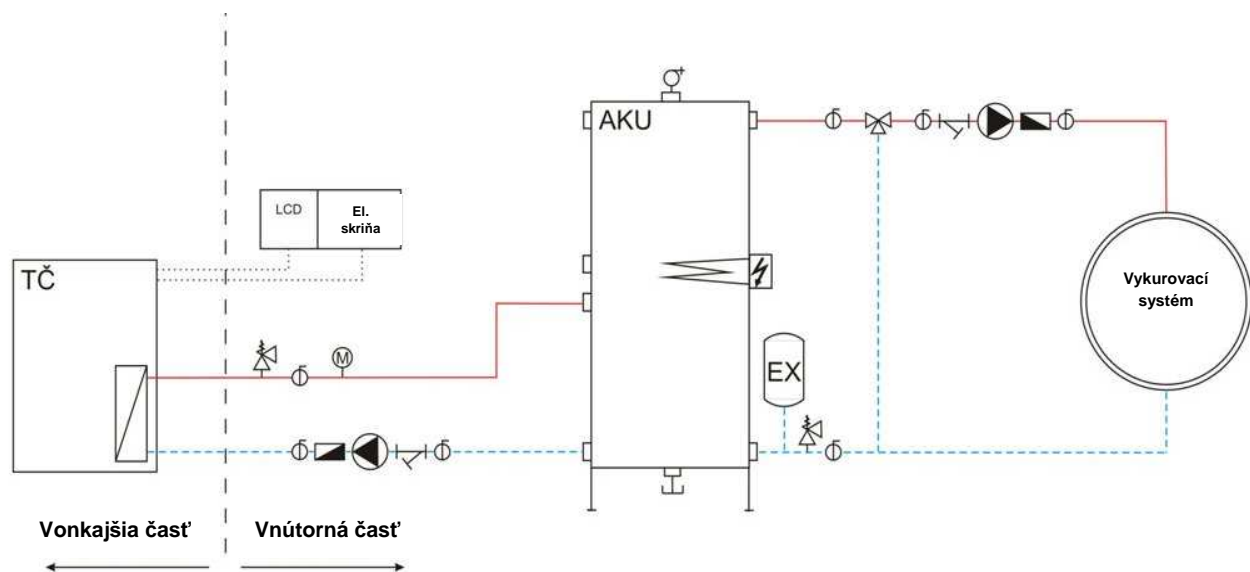 AKU
LCD
El.
skriňa
TČ
Vykurovací
systém
M
EX
Vonkajšia časť
Vnútorná časť